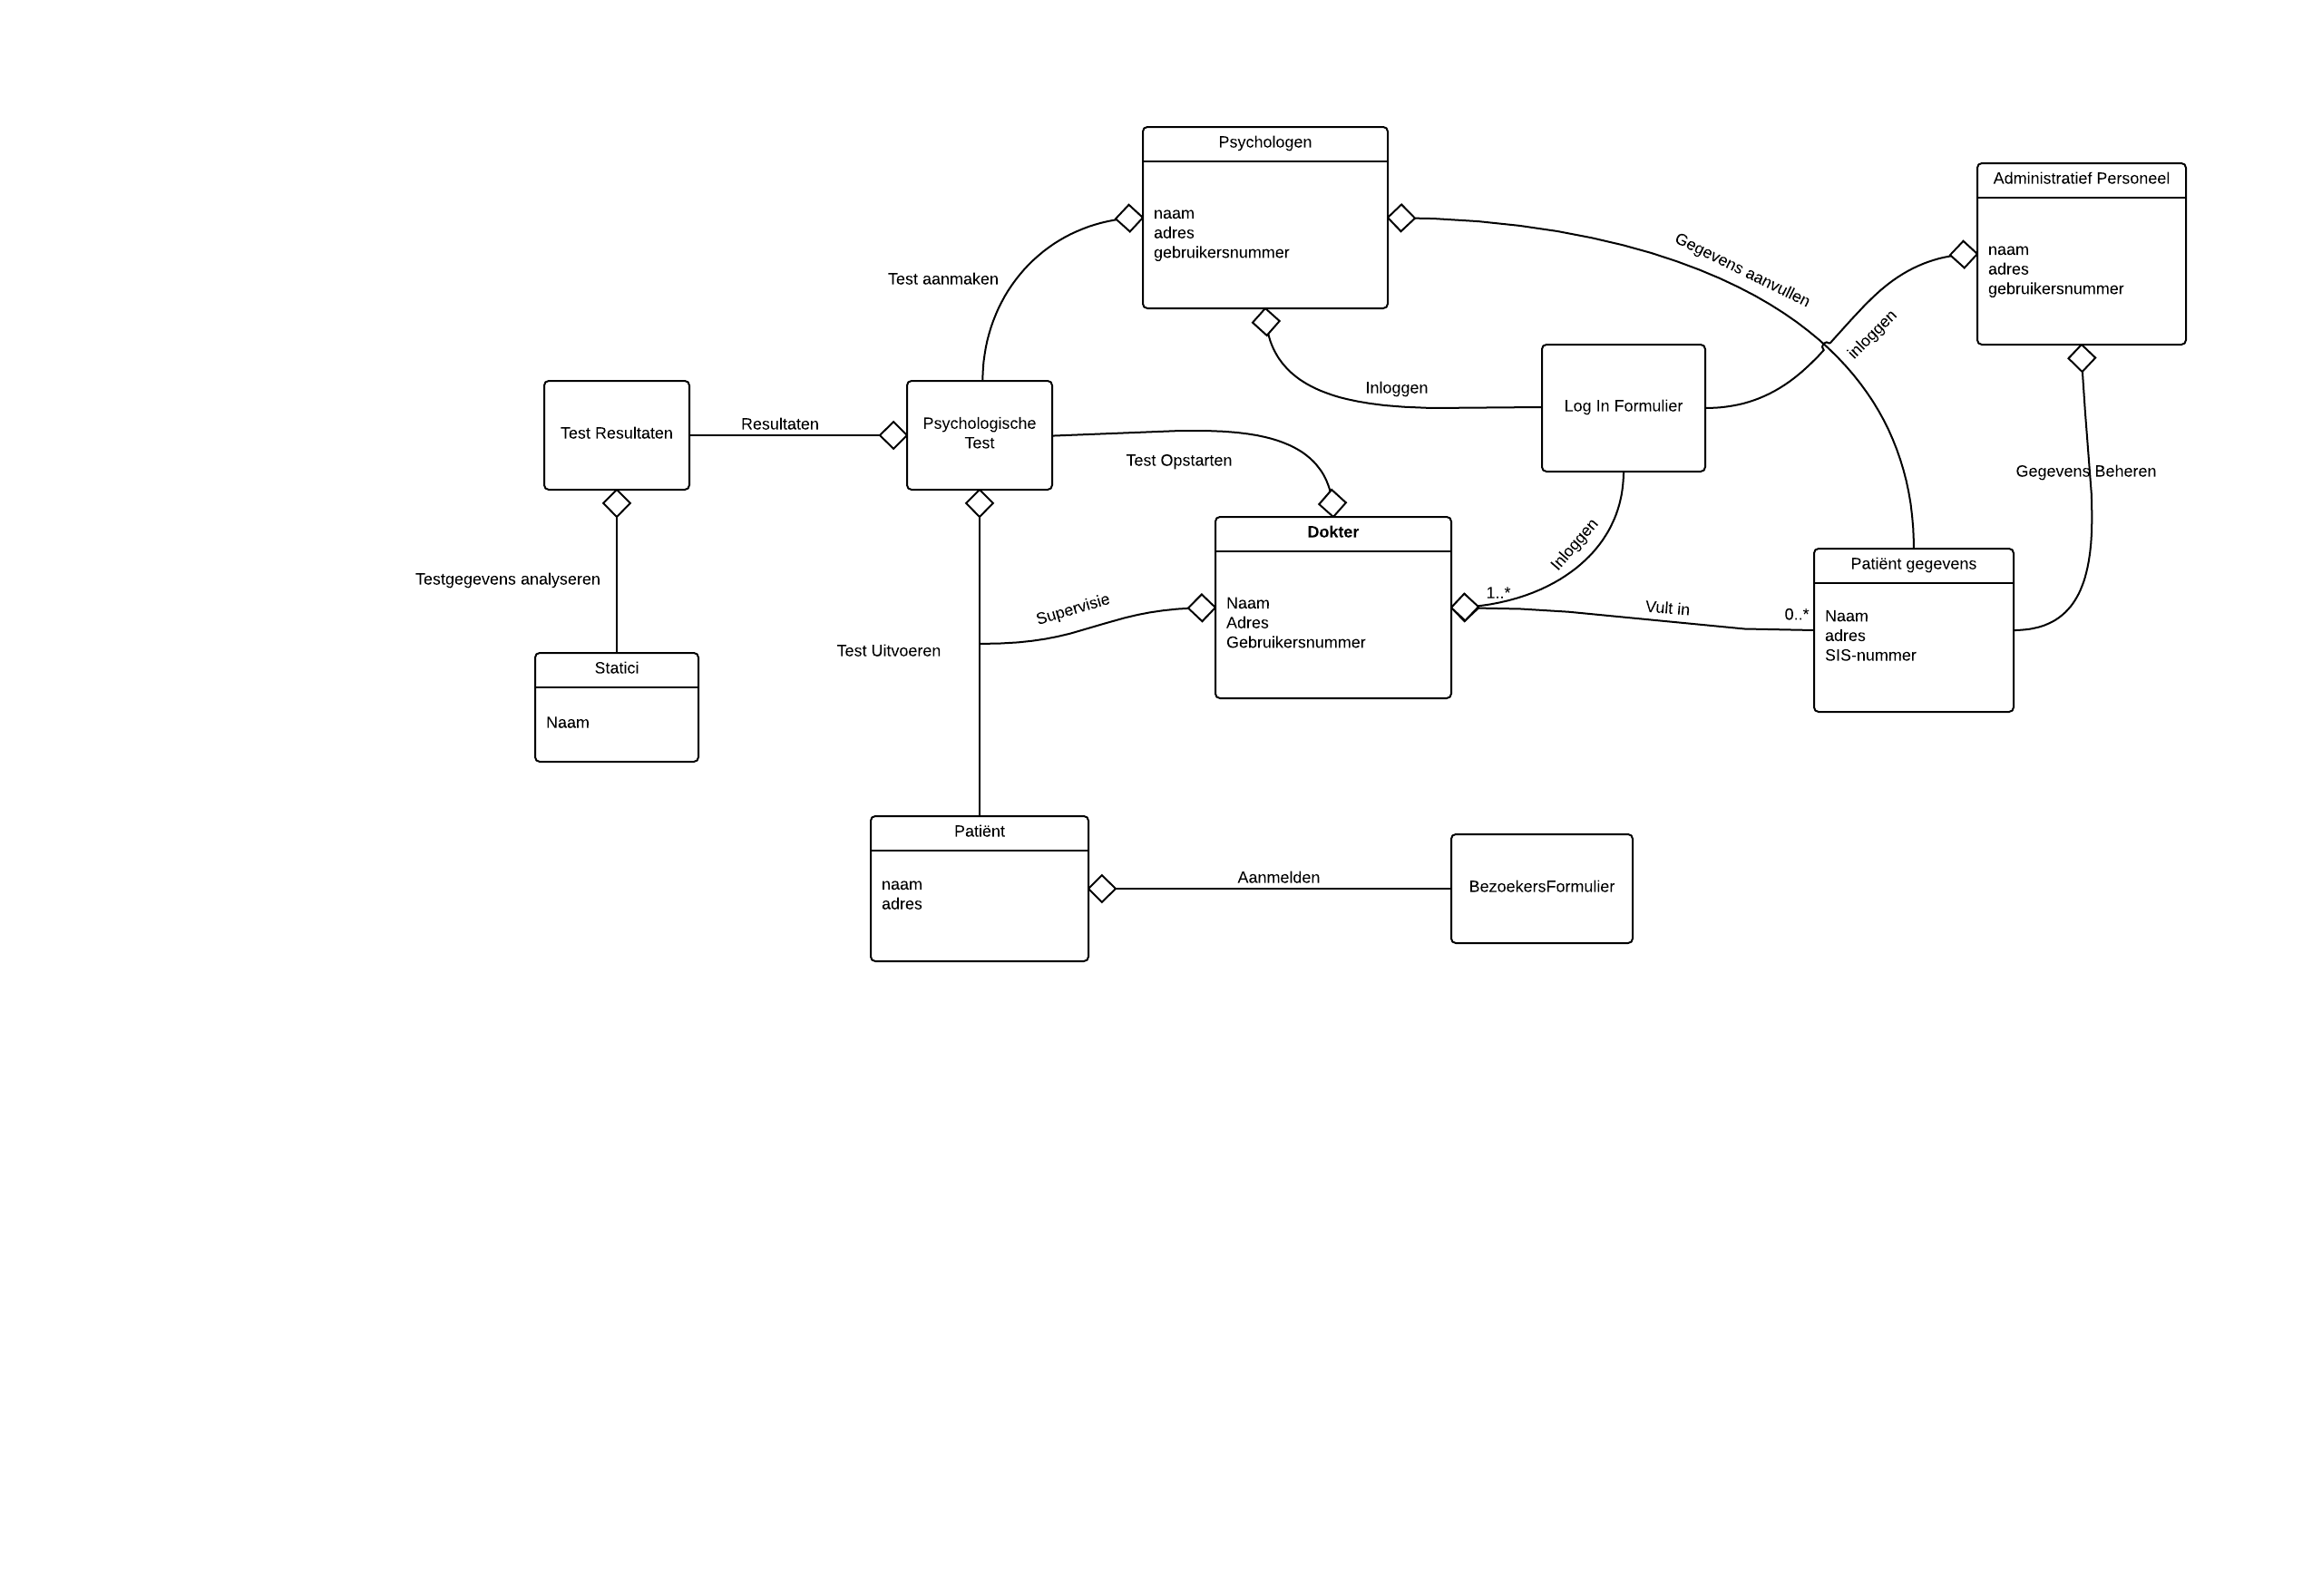 Psychologen
naam
adres
gebruikersnummer
Administratief Personeel
naam
adres
gebruikersnummer
Test aanmaken
Gegevens aanvullen
inloggen
Inloggen
Log In Formulier
Test Resultaten
Resultaten
Psychologische
Test
Test Opstarten
Gegevens Beheren
Dokter
Naam
Adres
Gebruikersnummer
Inloggen
1..*
Vult in
0..*
Patiënt gegevens
Naam
adres
SIS-nummer
Testgegevens analyseren
Supervisie
Test Uitvoeren
Statici
Naam
Patiënt
naam
adres
Aanmelden
BezoekersFormulier